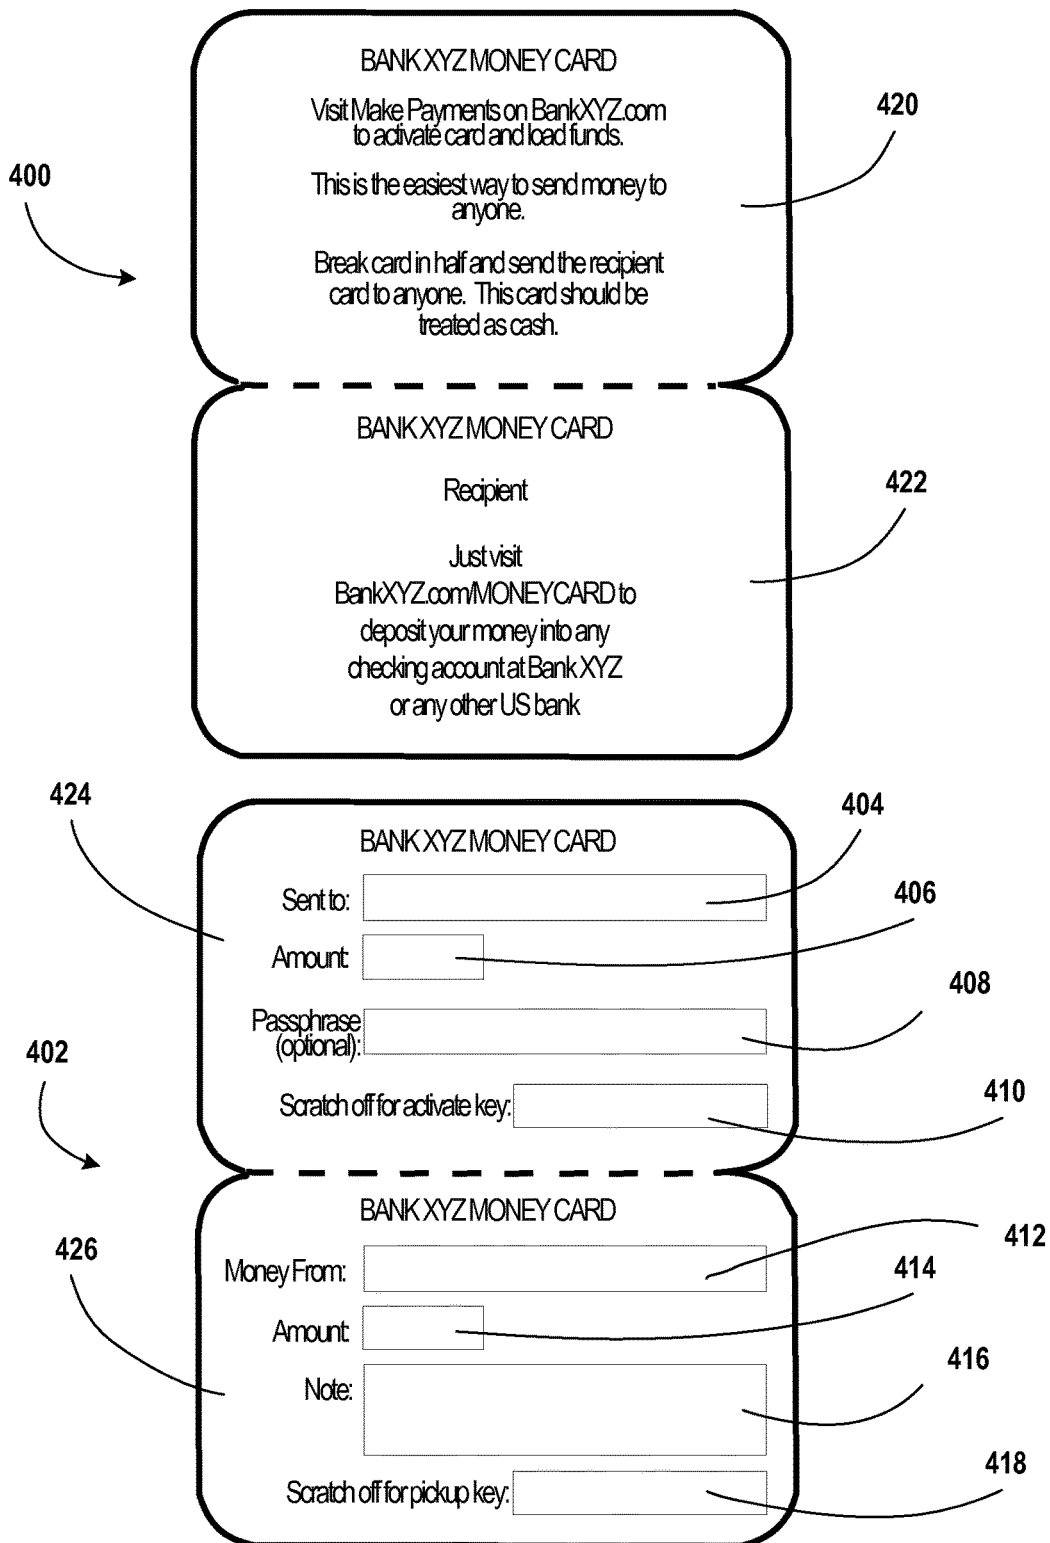 BANK XYZ MONEY CARD
Visit Make Payments on BankXYZ.com
to activate card and load funds.
420
400
This is the easiest way to send money to
anyone.
Break card in half and send the recipient
card to anyone. This card should be
treated as cash.
BANK XYZ MONEY CARD
Recipient
422
Just visit
BankXYZ.com/MONEYCARD to
deposit your money into any
checking account at Bank XYZ
or any other US bank
424
404
BANK XYZ MONEY CARD
Sent to:
406
Amount:
408
Passphrase
(optional):
402
Scratch off for activate key:
410
BANK XYZ MONEY CARD
412
426
Money From:
414
Amount:
416
Note:
418
Scratch off for pickup key: